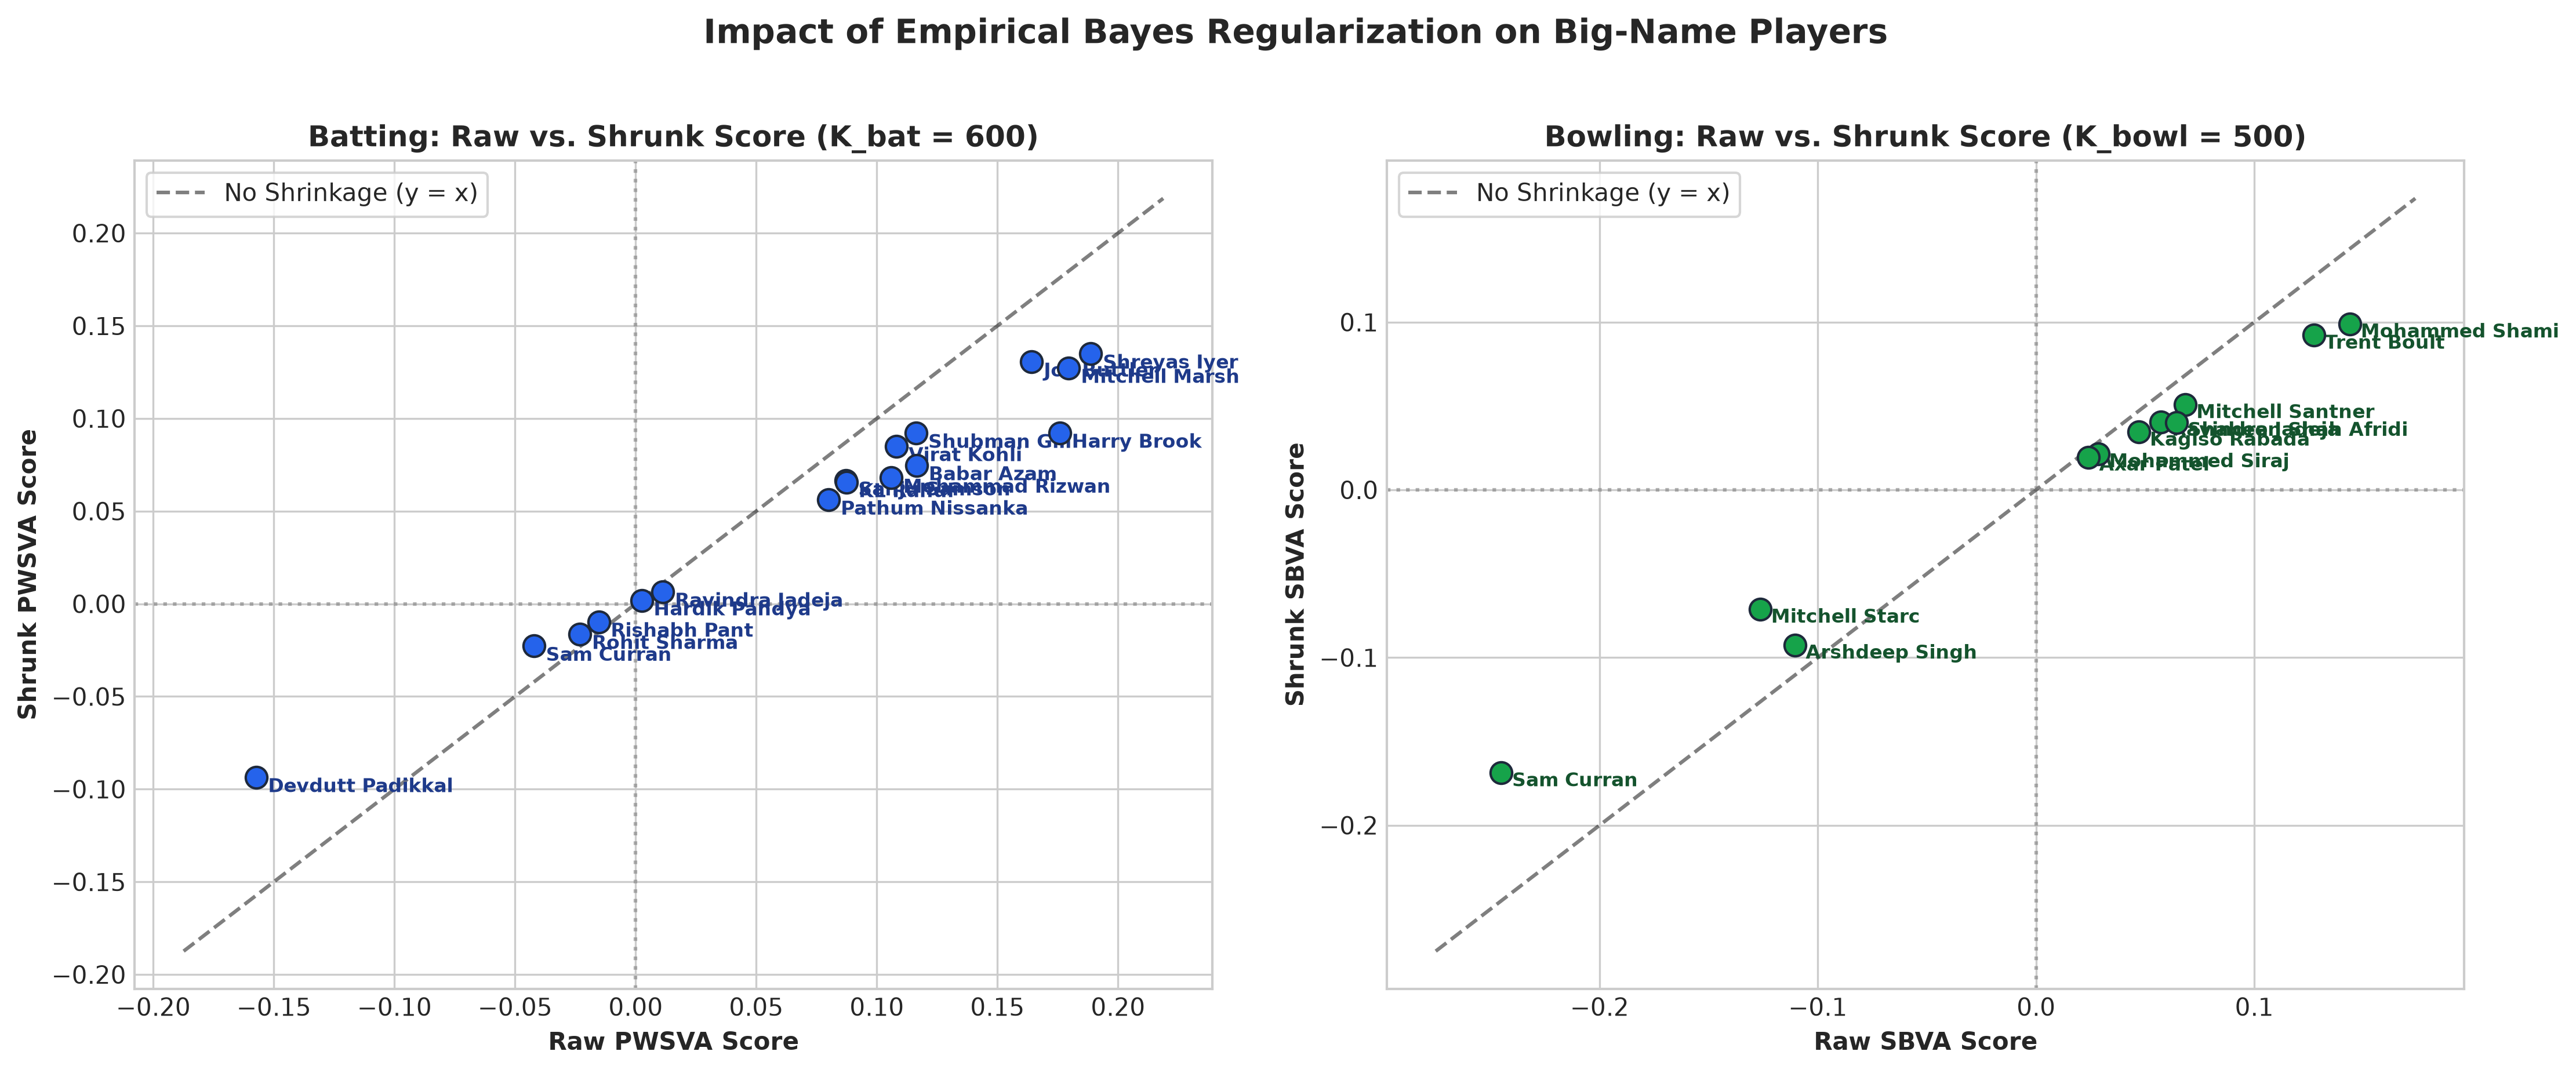 Impact of Empirical Bayes Regularization on Big-Name Players
Batting: Raw vs. Shrunk Score (K_bat = 600)
No Shrinkage (y = x)
Shrunk PWSVA Score
0.20
0.15
0.10
0.05
0.00
−0.05
−0.10
−0.15
−0.20
Shreyas Iyer
Mitchell Marsh
Shubman Gill
Harry Brook
Virat Kohli
Babar Azam
Mohammad Rizwan
Pathum Nissanka
Ravindra Jadeja
Hardik Pandya
Rishabh Pant
Rohit Sharma
Sam Curran
Devdutt Padikkal
−0.20 −0.15 −0.10 −0.05 0.00 0.05 0.10 0.15 0.20
Raw PWSVA Score
Bowling: Raw vs. Shrunk Score (K_bowl = 500)
No Shrinkage (y = x)
Shrunk SBVA Score
0.1
0.0
−0.1
−0.2
Mohammed Shami
Trent Boult
Mitchell Santner
Shaheen Shah Afridi
Kagiso Rabada
Mohammed Siraj
Axar Patel
Mitchell Starc
Arshdeep Singh
Sam Curran
−0.2 −0.1 0.0 0.1
Raw SBVA Score